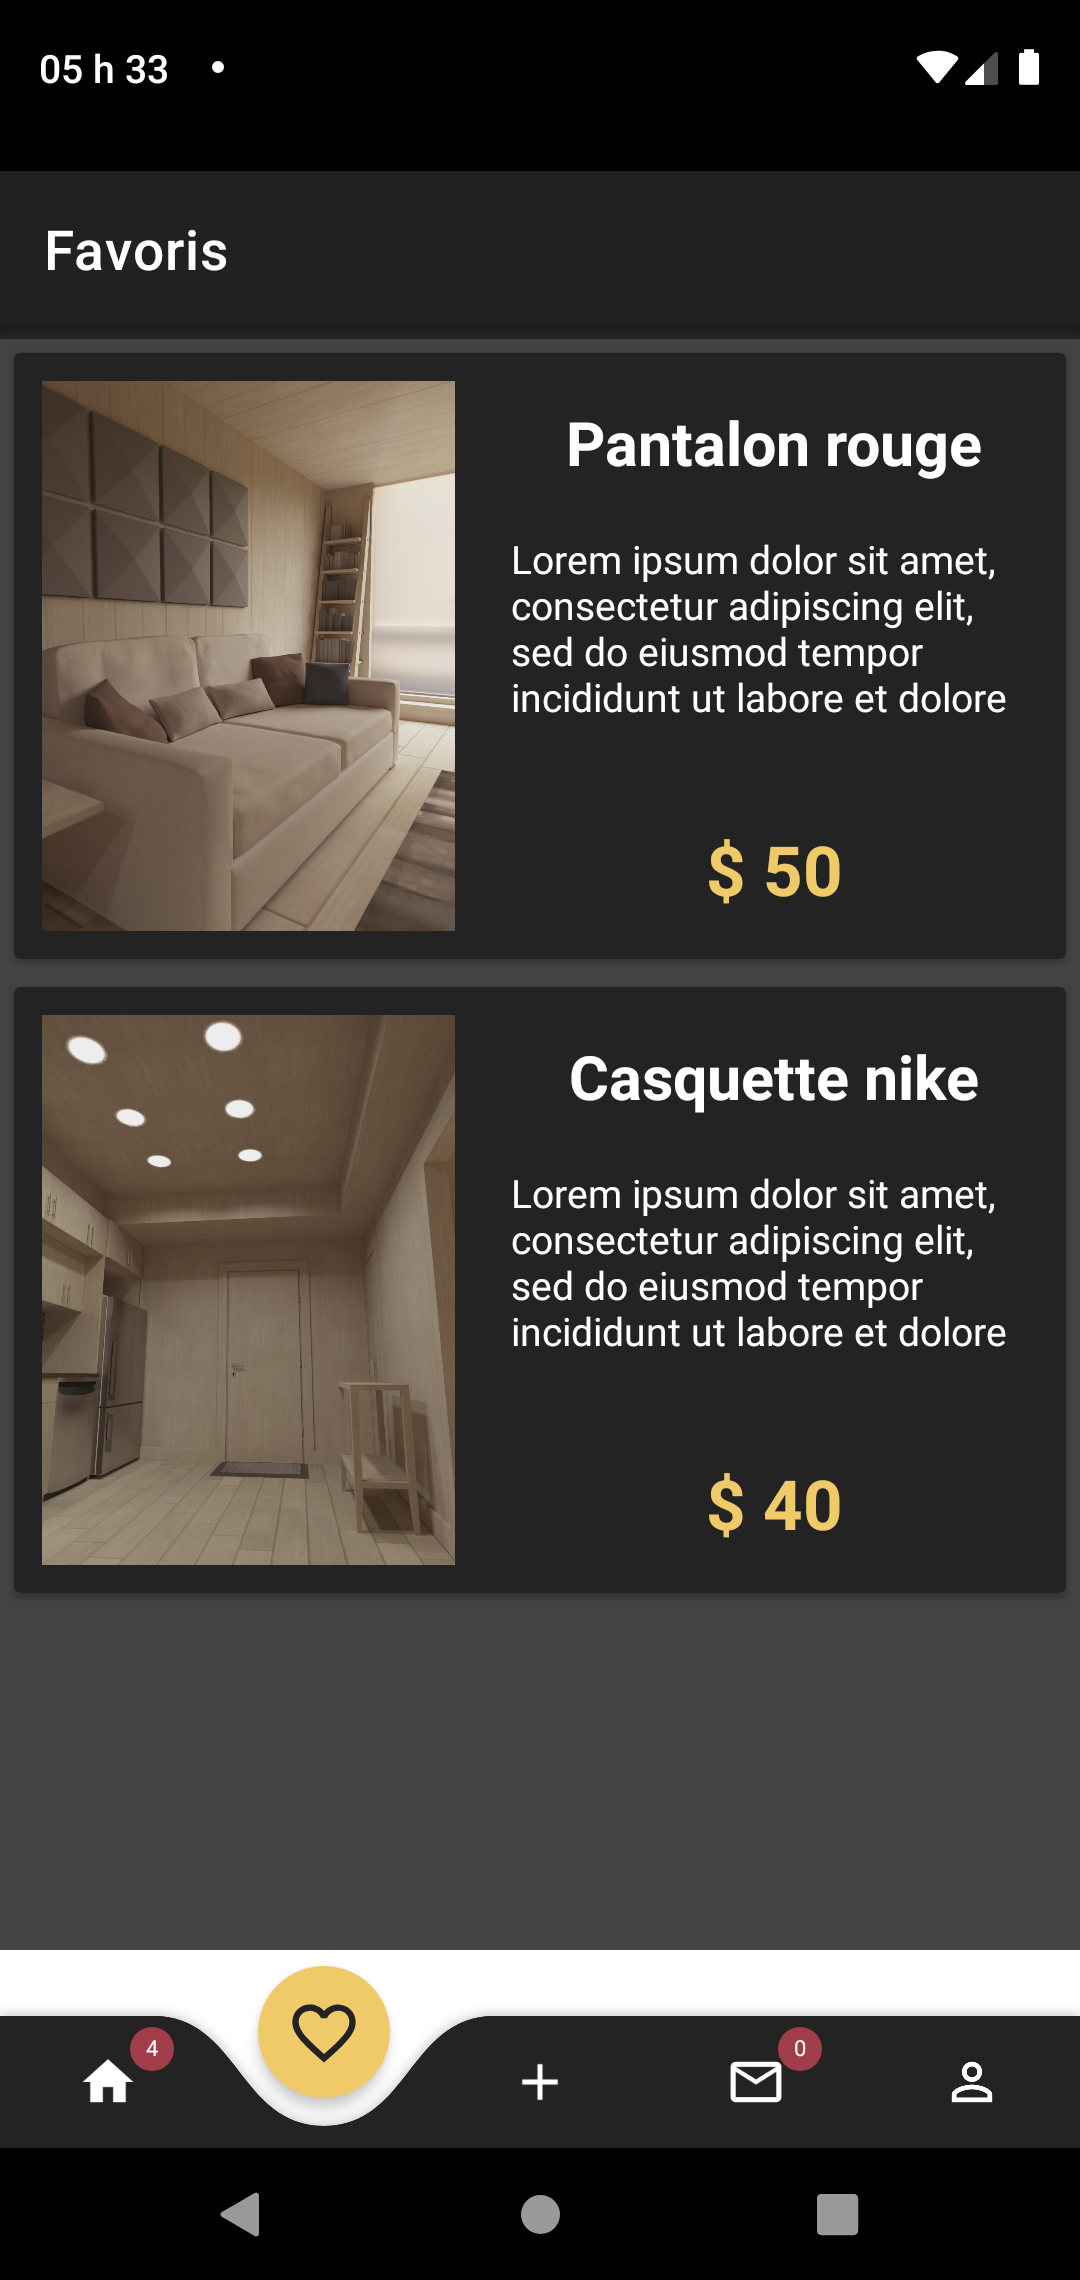 05 h 33
Favoris
Pantalon rouge
Lorem ipsum dolor sit amet,
consectetur adipiscing elit,
sed do eiusmod tempor
incididunt ut labore et dolore
$ 50
Casquette nike
Lorem ipsum dolor sit amet,
consectetur adipiscing elit,
sed do eiusmod tempor
incididunt ut labore et dolore
$ 40
4
0